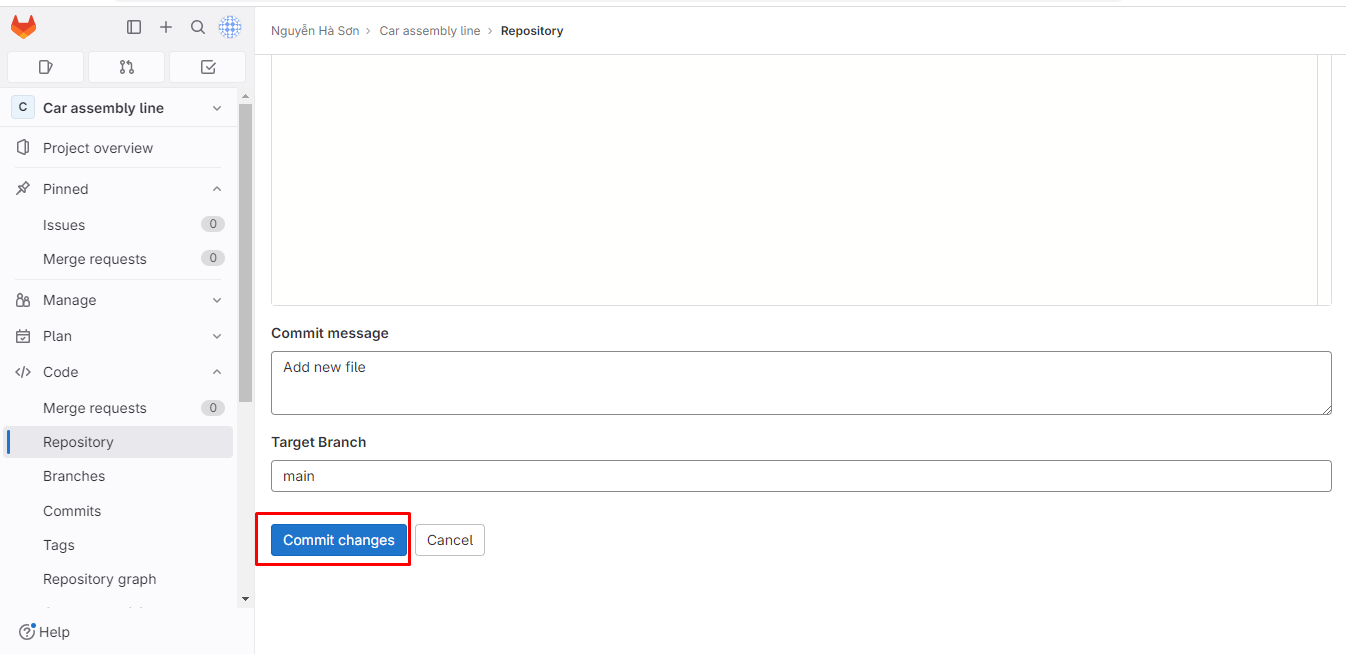 Nguyễn Hà Sơn › Car assembly line › Repository
C Car assembly line
Project overview
Pinned
Issues 0
Merge requests 0
Manage
Plan
Code
Merge requests 0
Repository
Branches
Commits
Tags
Repository graph
Help
Commit message
Add new file
Target Branch
main
Commit changes Cancel